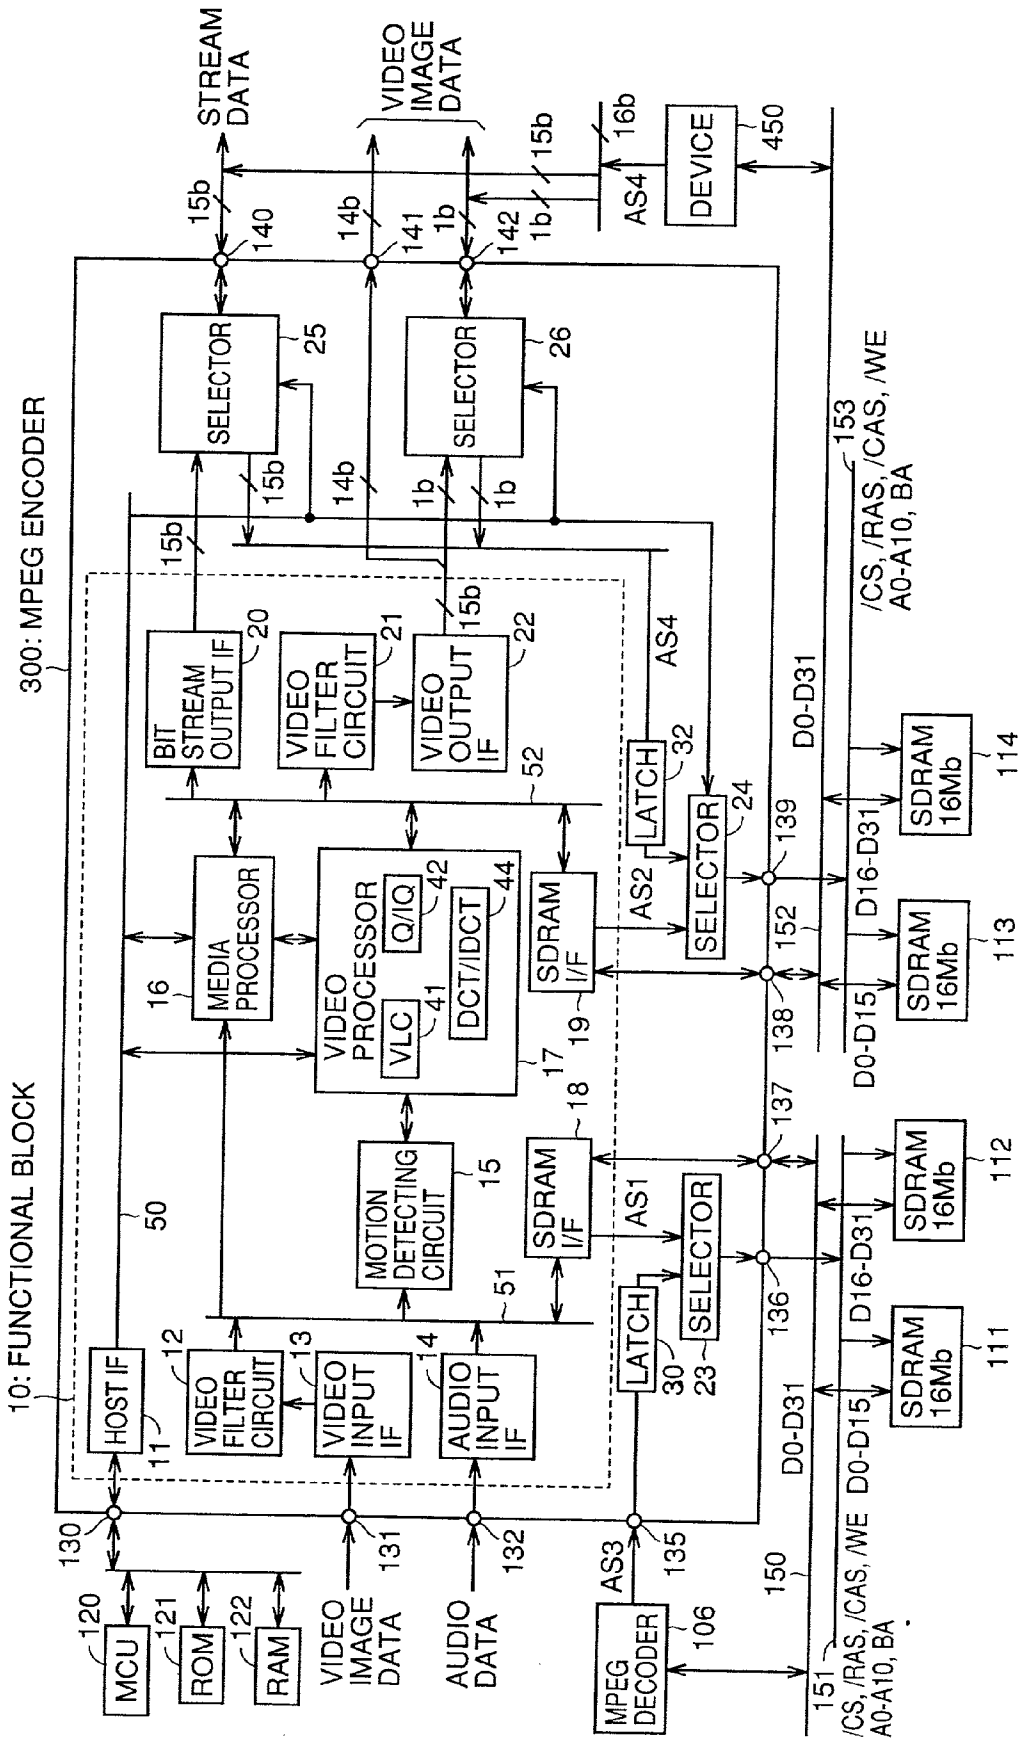 300: MPEG ENCODER
10: FUNCTIONAL BLOCK
120
MCU
121
ROM
122
RAM
VIDEO
IMAGE
DATA
AUDIO
DATA
MPEG
DECODER
106
AS3
130
131
132
135
HOST IF
11
50
VIDEO
FILTER
CIRCUIT
12
VIDEO
INPUT
IF
13
AUDIO
INPUT
IF
14
51
MOTION
DETECTING
CIRCUIT
15
MEDIA
PROCESSOR
16
VIDEO
PROCESSOR
17
VLC
41
Q/IQ
42
DCT/IDCT
44
SDRAM
I/F
18
SDRAM
I/F
19
52
BIT
STREAM
OUTPUT IF
20
VIDEO
FILTER
CIRCUIT
21
VIDEO
OUTPUT
IF
22
15b
15b
15b
14b
1b
1b
SELECTOR
25
SELECTOR
26
LATCH
30
SELECTOR
23
AS1
LATCH
32
SELECTOR
24
AS2
AS4
136
137
138
139
140
141
142
15b
14b
1b
STREAM
DATA
VIDEO
IMAGE
DATA
15b
1b
16b
AS4
DEVICE
450
150
151
/CS, /RAS, /CAS, /WE
A0-A10, BA
D0-D31
D0-D15
D16-D31
SDRAM
16Mb
111
SDRAM
16Mb
112
152
153
D0-D31
D0-D15
D16-D31
/CS, /RAS, /CAS, /WE
A0-A10, BA
SDRAM
16Mb
113
SDRAM
16Mb
114